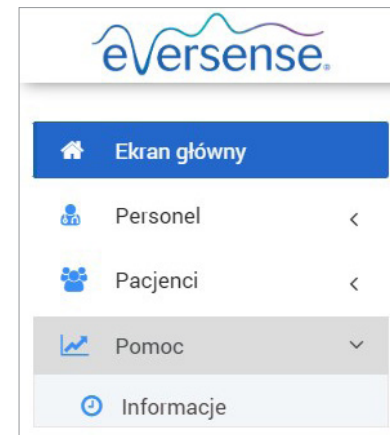 eversense®
Ekran główny
Personel
Pacjenci
Pomoc
Informacje